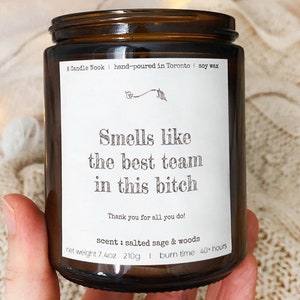 a Candle Nook | hand-poured in Toronto | soy wax
Smells like
the best team
in this bitch
Thank you for all you do!
scent : salted sage & woods
net weight 7.4oz 210g | burn time : 40+ hours